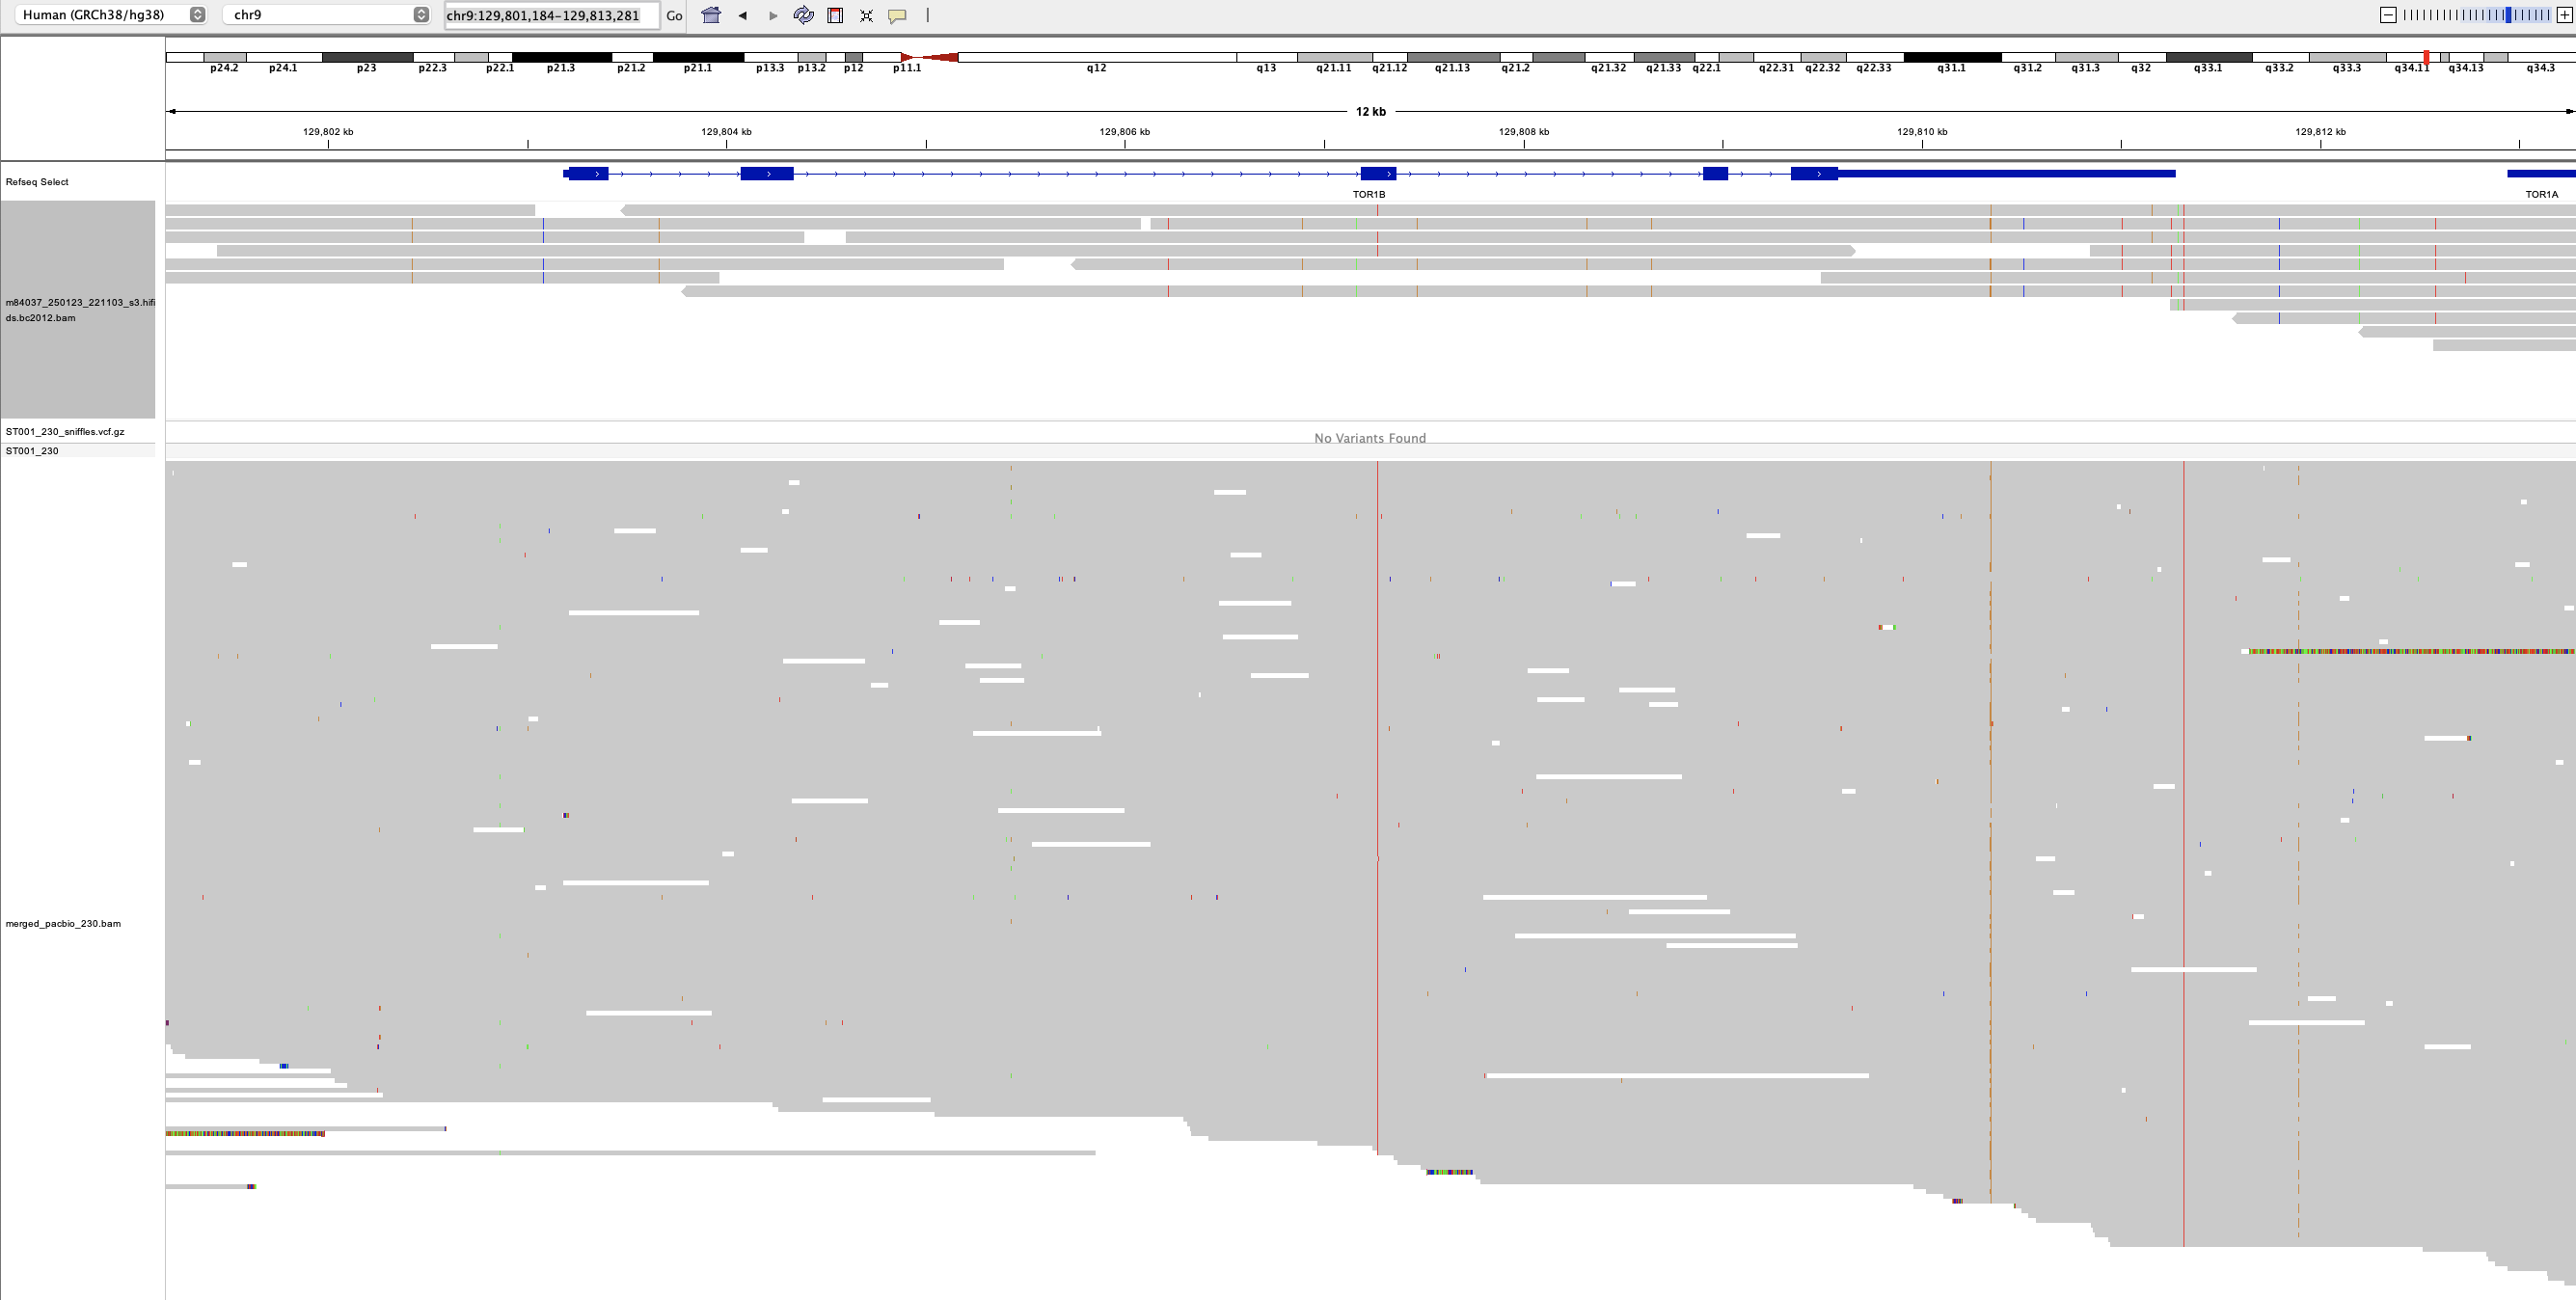 Human (GRCh38/hg38) chr9 chr9:129,801,184-129,813,281 Go
p24.2 p24.1 p23 p22.3 p22.1 p21.3 p21.2 p21.1 p13.3 p13.2 p12 p11.1 q12 q13 q21.11 q21.12 q21.13 q21.2 q21.32 q21.33 q22.1 q22.31 q22.32 q22.33 q31.1 q31.2 q31.3 q32 q33.1 q33.2 q33.3 q34.11 q34.13 q34.3
12 kb
129,802 kb 129,804 kb 129,806 kb 129,808 kb 129,810 kb 129,812 kb
Refseq Select
TOR1B TOR1A
m84037_250123_221103_s3.hifi
ds.bc2012.bam
ST001_230_sniffles.vcf.gz
No Variants Found
ST001_230
merged_pacbio_230.bam